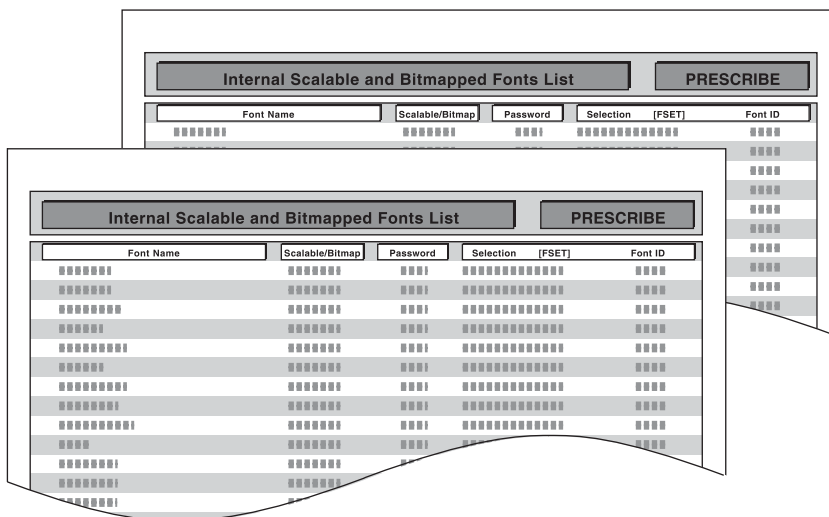 Internal Scalable and Bitmapped Fonts List PRESCRIBE
Font Name Scalable/Bitmap Password Selection [FSET] Font ID
Internal Scalable and Bitmapped Fonts List PRESCRIBE
Font Name Scalable/Bitmap Password Selection [FSET] Font ID